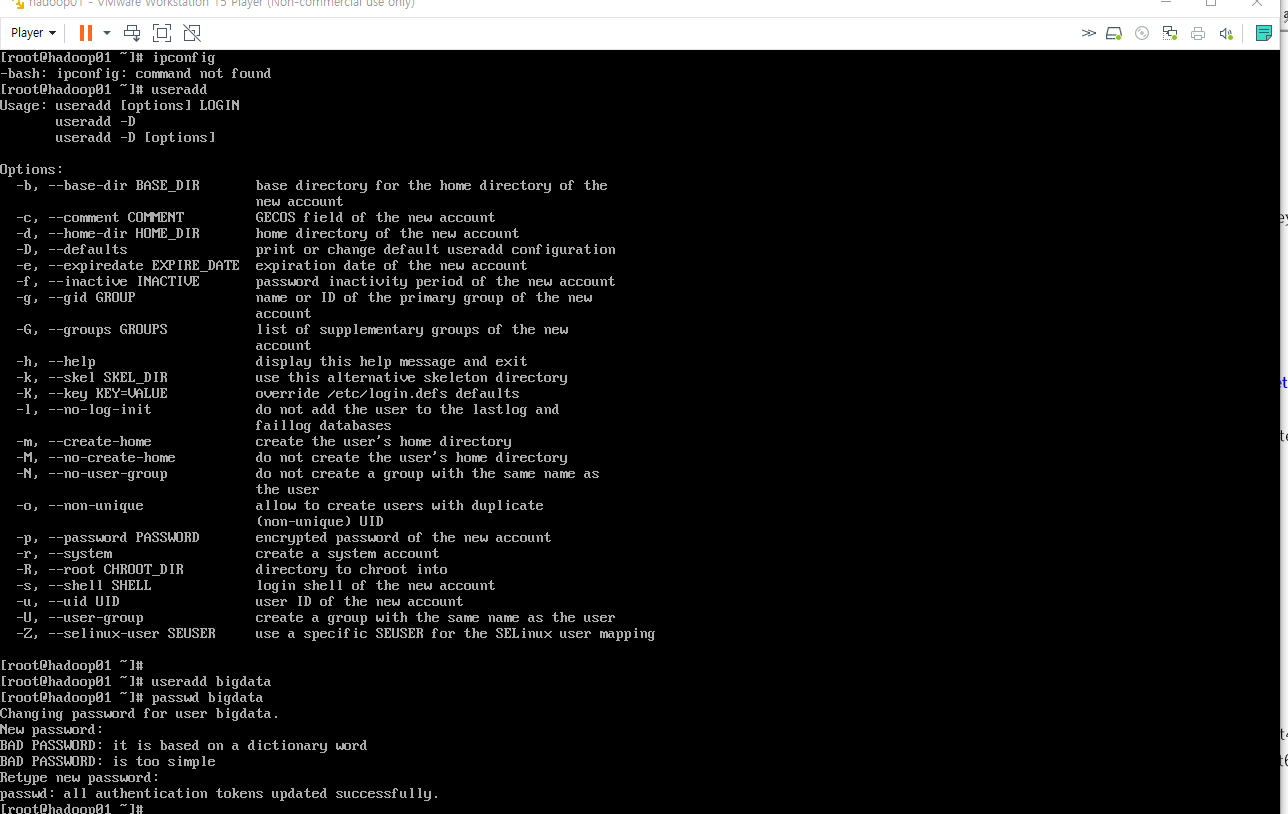 hadoop01 - VMware Workstation 15 Player (Non-commercial use only)
Player
[root@hadoop01 ~]# ipconfig
-bash: ipconfig: command not found
[root@hadoop01 ~]# useradd
Usage: useradd [options] LOGIN
       useradd -D
       useradd -D [options]

Options:
  -b, --base-dir BASE_DIR       base directory for the home directory of the
                                new account
  -c, --comment COMMENT         GECOS field of the new account
  -d, --home-dir HOME_DIR       home directory of the new account
  -D, --defaults                print or change default useradd configuration
  -e, --expiredate EXPIRE_DATE  expiration date of the new account
  -f, --inactive INACTIVE       password inactivity period of the new account
  -g, --gid GROUP               name or ID of the primary group of the new
                                account
  -G, --groups GROUPS           list of supplementary groups of the new
                                account
  -h, --help                    display this help message and exit
  -k, --skel SKEL_DIR           use this alternative skeleton directory
  -K, --key KEY=VALUE           override /etc/login.defs defaults
  -l, --no-log-init             do not add the user to the lastlog and
                                faillog databases
  -m, --create-home             create the user's home directory
  -M, --no-create-home          do not create the user's home directory
  -N, --no-user-group           do not create a group with the same name as
                                the user
  -o, --non-unique              allow to create users with duplicate
                                (non-unique) UID
  -p, --password PASSWORD       encrypted password of the new account
  -r, --system                  create a system account
  -R, --root CHROOT_DIR         directory to chroot into
  -s, --shell SHELL             login shell of the new account
  -u, --uid UID                 user ID of the new account
  -U, --user-group              create a group with the same name as the user
  -Z, --selinux-user SEUSER     use a specific SEUSER for the SELinux user mapping

[root@hadoop01 ~]#
[root@hadoop01 ~]# useradd bigdata
[root@hadoop01 ~]# passwd bigdata
Changing password for user bigdata.
New password:
BAD PASSWORD: it is based on a dictionary word
BAD PASSWORD: is too simple
Retype new password:
passwd: all authentication tokens updated successfully.
[root@hadoop01 ~]#